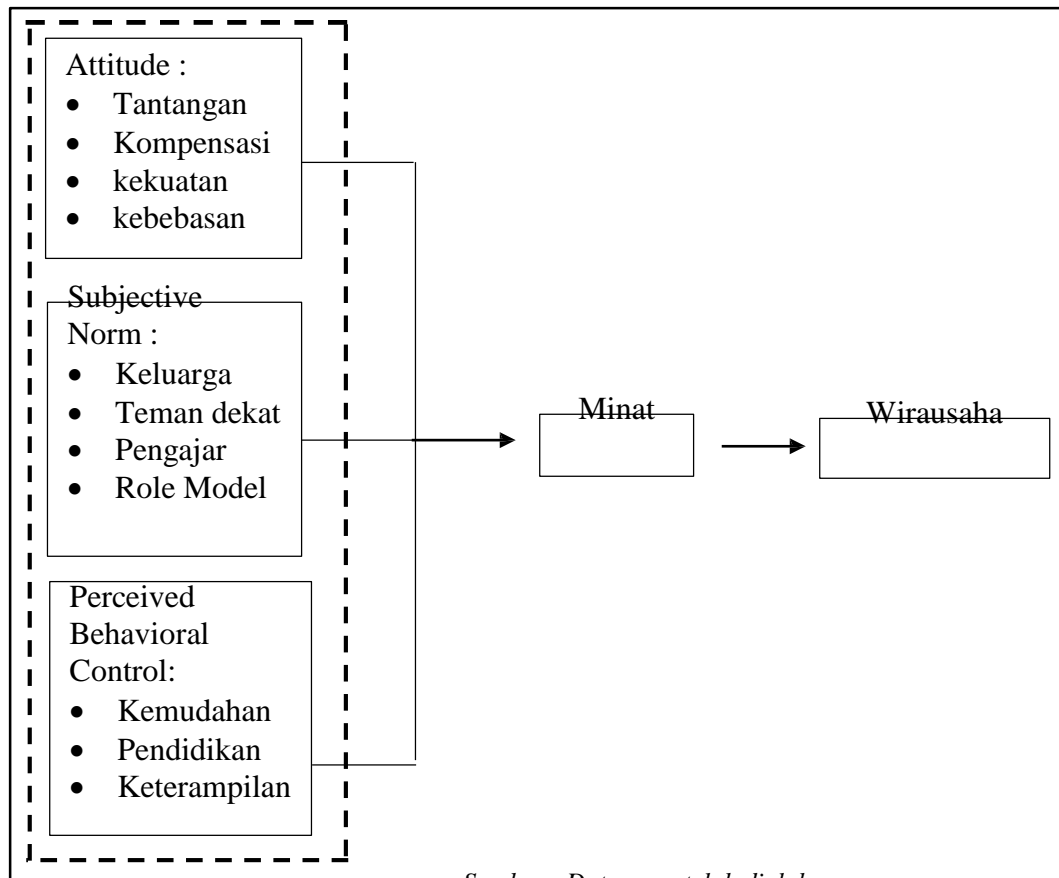 Attitude :
• Tantangan
• Kompensasi
• kekuatan
• kebebasan
Subjective
Norm :
• Keluarga
• Teman dekat
• Pengajar
• Role Model
Perceived
Behavioral
Control:
• Kemudahan
• Pendidikan
• Keterampilan
Minat
Wirausaha